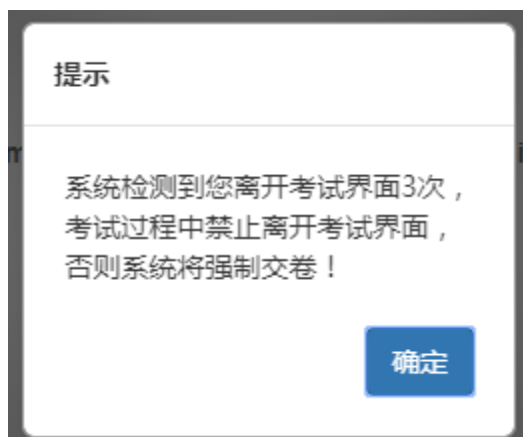 提示
系统检测到您离开考试界面3次，
考试过程中禁止离开考试界面，
否则系统将强制交卷！
确定